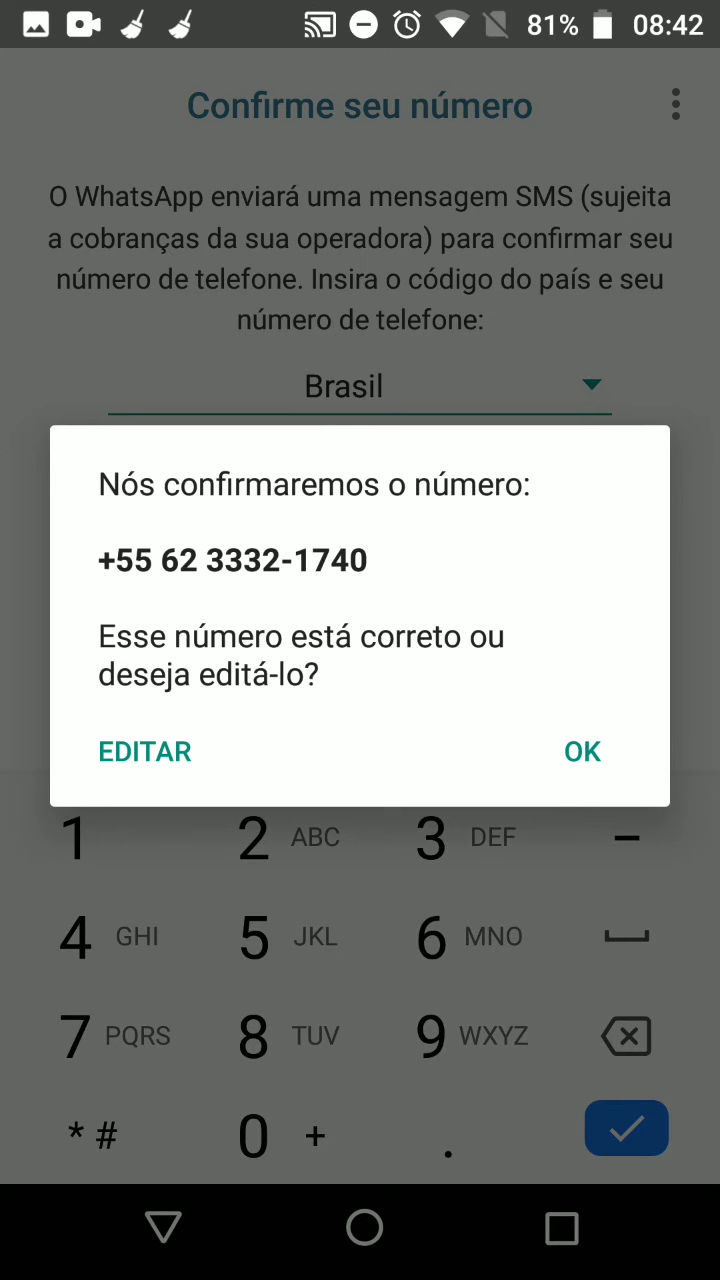 81% 08:42
Confirme seu número
O WhatsApp enviará uma mensagem SMS (sujeita
a cobranças da sua operadora) para confirmar seu
número de telefone. Insira o código do país e seu
número de telefone:
Brasil
Nós confirmaremos o número:
+55 62 3332-1740
Esse número está correto ou
deseja editá-lo?
EDITAR OK
1 2 ABC 3 DEF –
4 GHI 5 JKL 6 MNO
7 PQRS 8 TUV 9 WXYZ
* # 0 + .